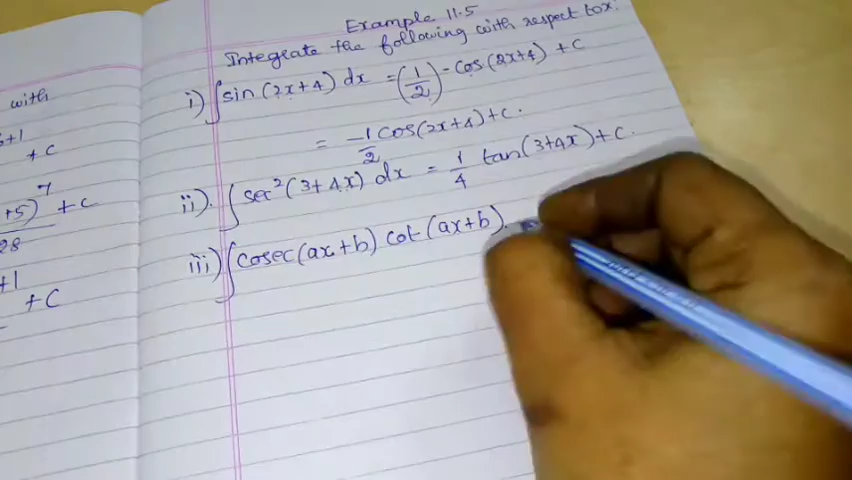 with
+1
+c
+5)⁷ + c
28
+1
+ c
Example 11.5
Integrate the following with respect to x:
i) ∫sin (2x+4) dx = (1/2) - cos (2x+4) + c
= -1/2 cos(2x+4) + c.
ii). ∫sec² (3+4x) dx = 1/4 tan (3+4x) + c.
iii) ∫cosec (ax+b) cot (ax+b).